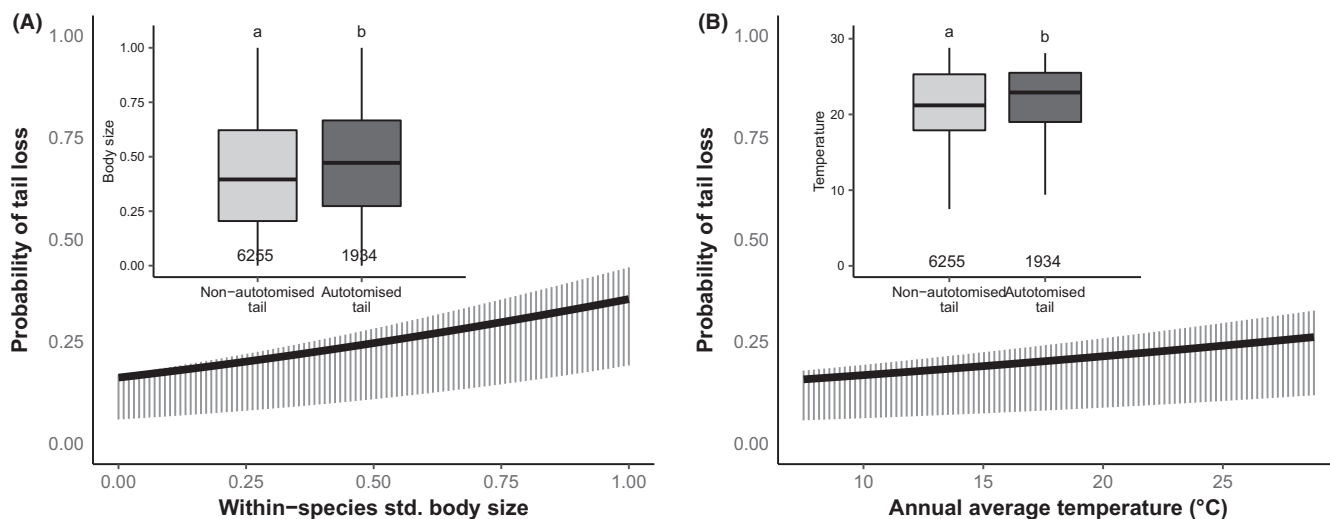 (A)
1.00
0.75
0.50
0.25
0.00
Probability of tail loss
0.00 0.25 0.50 0.75 1.00
Within−species std. body size
1.00
0.75
0.50
0.25
0.00
Body size
a b
6255 1934
Non−autotomised tail
Autotomised tail
(B)
1.00
0.75
0.50
0.25
0.00
Probability of tail loss
10 15 20 25
Annual average temperature (°C)
30
20
10
0
Temperature
a b
6255 1934
Non−autotomised tail
Autotomised tail